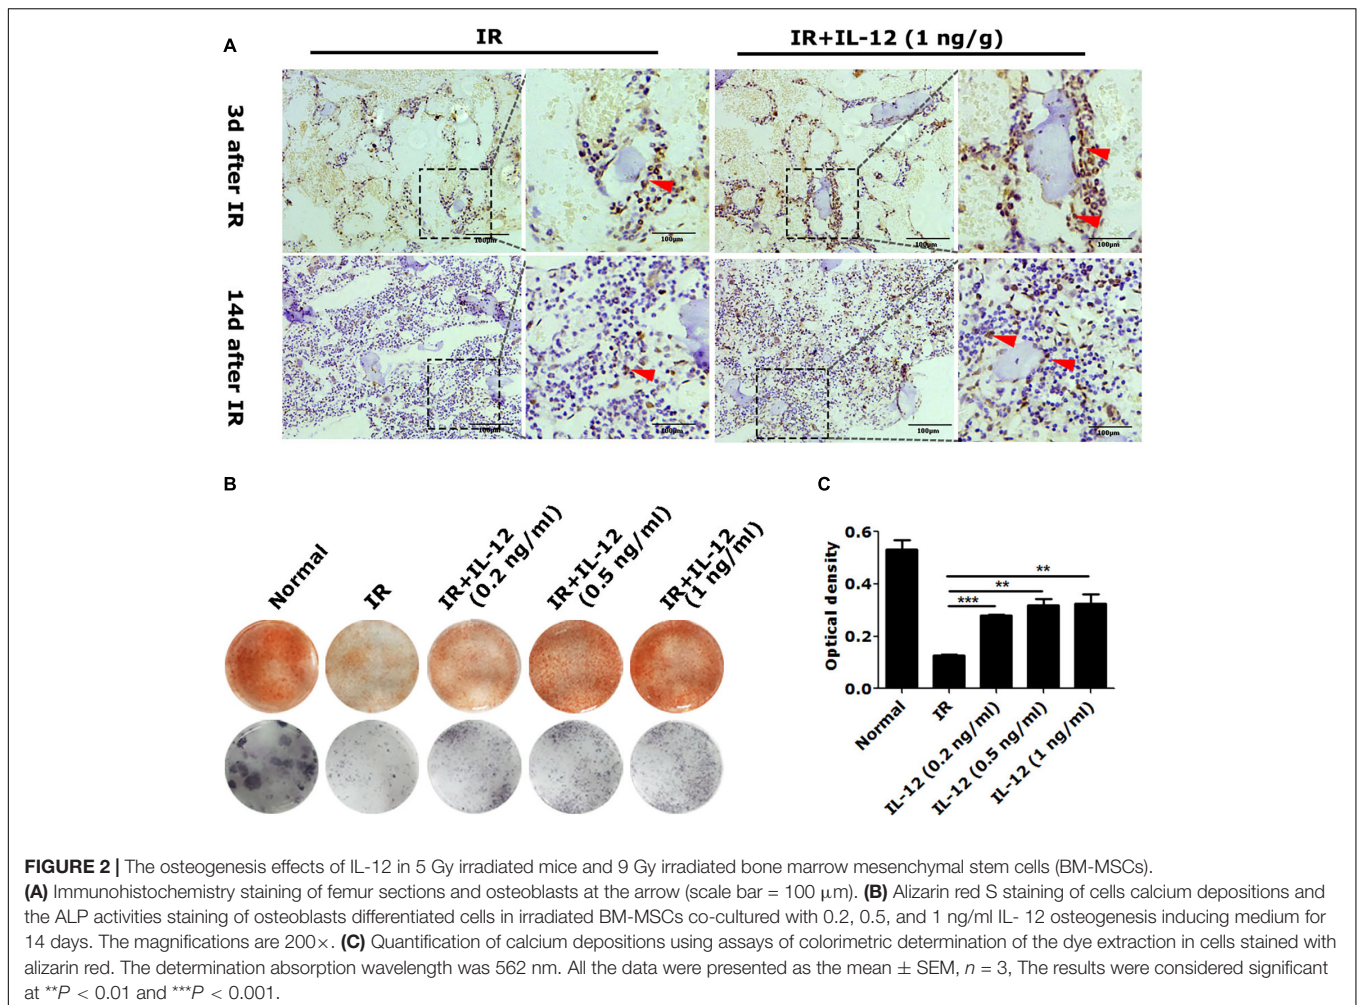 A
IR
IR+IL-12 (1 ng/g)
3d after IR
100μm
100μm
100μm
100μm
14d after IR
100μm
100μm
100μm
100μm
B
Normal
IR
IR+IL-12
(0.2 ng/ml)
IR+IL-12
(0.5 ng/ml)
IR+IL-12
(1 ng/ml)
C
Optical density
0.6
0.4
0.2
0.0
**
**
***
Normal
IR
IL-12 (0.2 ng/ml)
IL-12 (0.5 ng/ml)
IL-12 (1 ng/ml)
FIGURE 2 | The osteogenesis effects of IL-12 in 5 Gy irradiated mice and 9 Gy irradiated bone marrow mesenchymal stem cells (BM-MSCs).
(A) Immunohistochemistry staining of femur sections and osteoblasts at the arrow (scale bar = 100 μm). (B) Alizarin red S staining of cells calcium depositions and
the ALP activities staining of osteoblasts differentiated cells in irradiated BM-MSCs co-cultured with 0.2, 0.5, and 1 ng/ml IL- 12 osteogenesis inducing medium for
14 days. The magnifications are 200×. (C) Quantification of calcium depositions using assays of colorimetric determination of the dye extraction in cells stained with
alizarin red. The determination absorption wavelength was 562 nm. All the data were presented as the mean ± SEM, n = 3, The results were considered significant
at **P < 0.01 and ***P < 0.001.